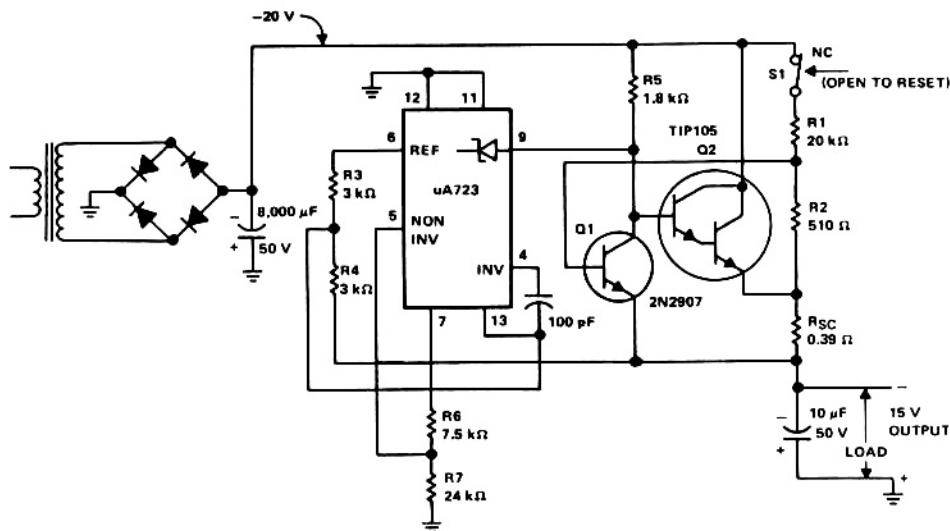 −20 V
NC
S1
(OPEN TO RESET)
12
11
R5
1.8 kΩ
R1
20 kΩ
TIP105
Q2
6
REF
9
R3
3 kΩ
uA723
−
8,000 μF
+
50 V
5
NON
INV
R2
510 Ω
Q1
4
INV
R4
3 kΩ
2N2907
100 pF
7
13
RSC
0.39 Ω
−
R6
7.5 kΩ
−
10 μF
50 V
+
15 V
OUTPUT
LOAD
R7
24 kΩ
+